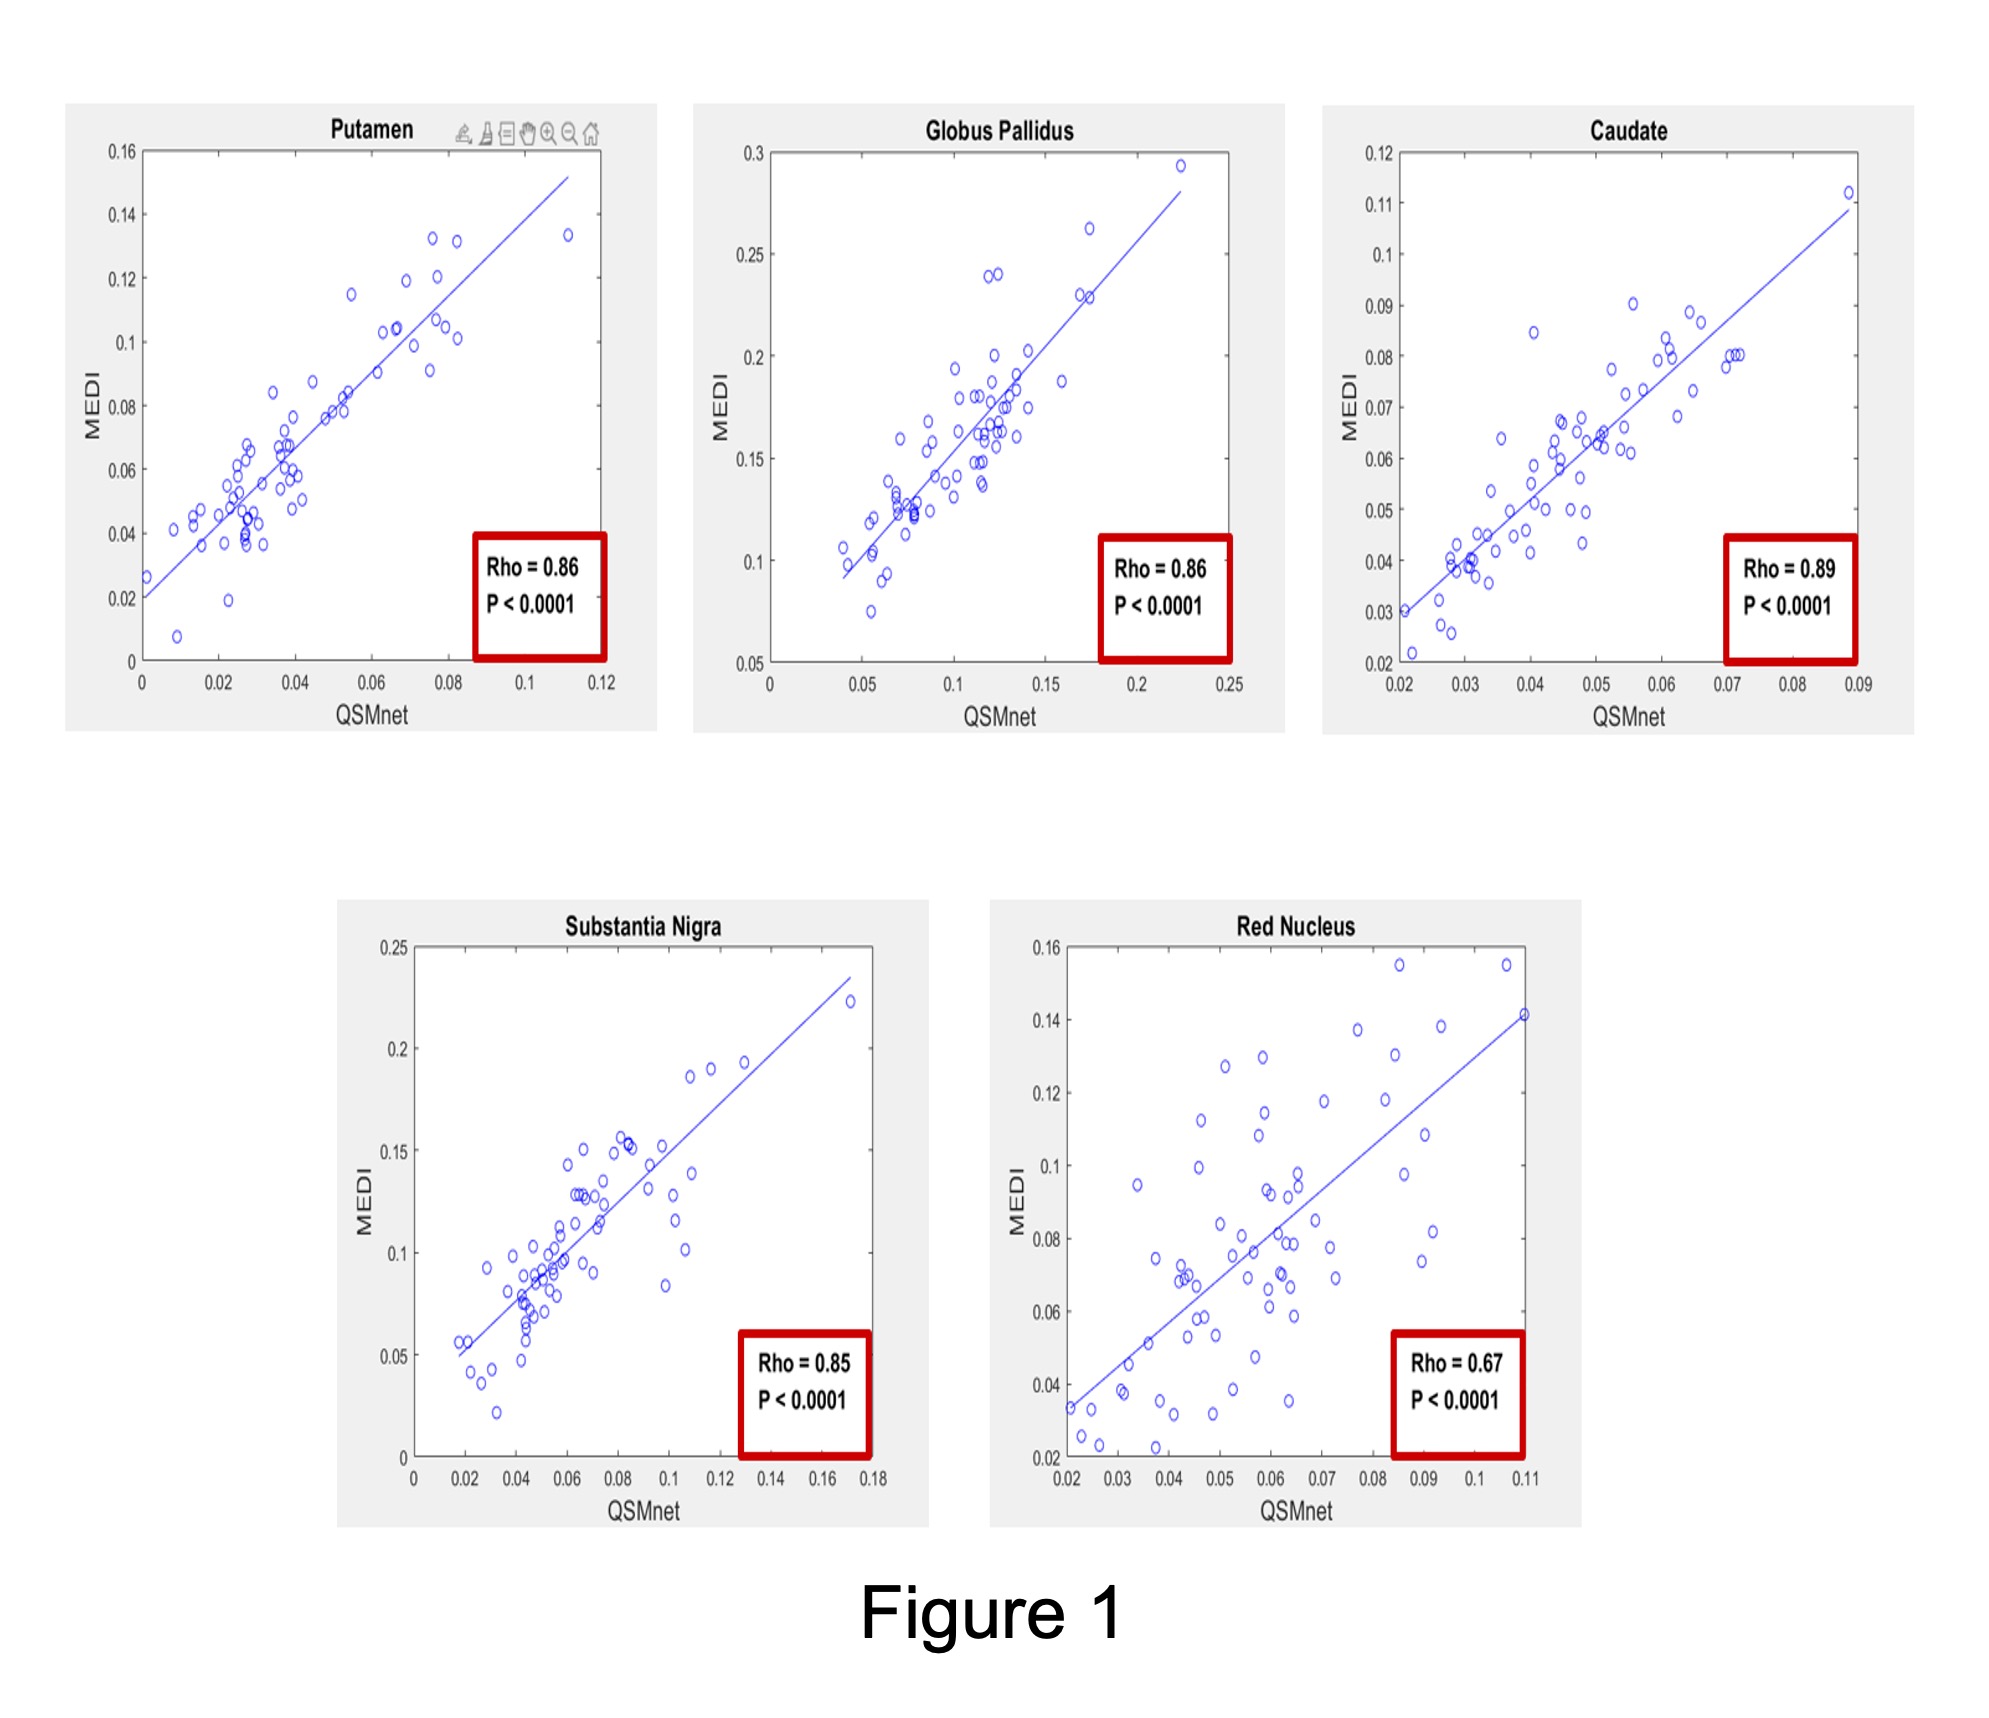 Putamen
0.16
0.14
0.12
0.1
0.08
0.06
0.04
0.02
0
MEDI
Rho = 0.86
P < 0.0001
0 0.02 0.04 0.06 0.08 0.1 0.12
QSMnet
Globus Pallidus
0.3
0.25
0.2
0.15
0.1
0.05
MEDI
Rho = 0.86
P < 0.0001
0 0.05 0.1 0.15 0.2 0.25
QSMnet
Caudate
0.12
0.11
0.1
0.09
0.08
0.07
0.06
0.05
0.04
0.03
0.02
MEDI
Rho = 0.89
P < 0.0001
0.02 0.03 0.04 0.05 0.06 0.07 0.08 0.09
QSMnet
Substantia Nigra
0.25
0.2
0.15
0.1
0.05
0
MEDI
Rho = 0.85
P < 0.0001
0 0.02 0.04 0.06 0.08 0.1 0.12 0.14 0.16 0.18
QSMnet
Red Nucleus
0.16
0.14
0.12
0.1
0.08
0.06
0.04
0.02
MEDI
Rho = 0.67
P < 0.0001
0.02 0.03 0.04 0.05 0.06 0.07 0.08 0.09 0.1 0.11
QSMnet
Figure 1